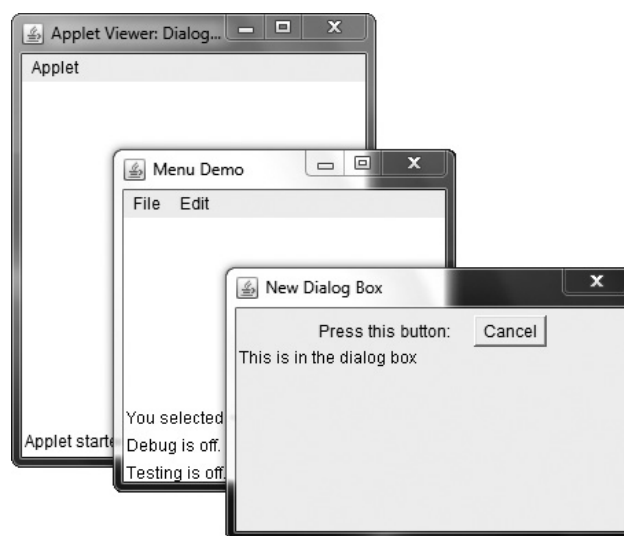 Applet Viewer: Dialog...
Applet
Menu Demo
File Edit
New Dialog Box
Press this button: Cancel
This is in the dialog box
You selected
Debug is off.
Applet starte
Testing is off.